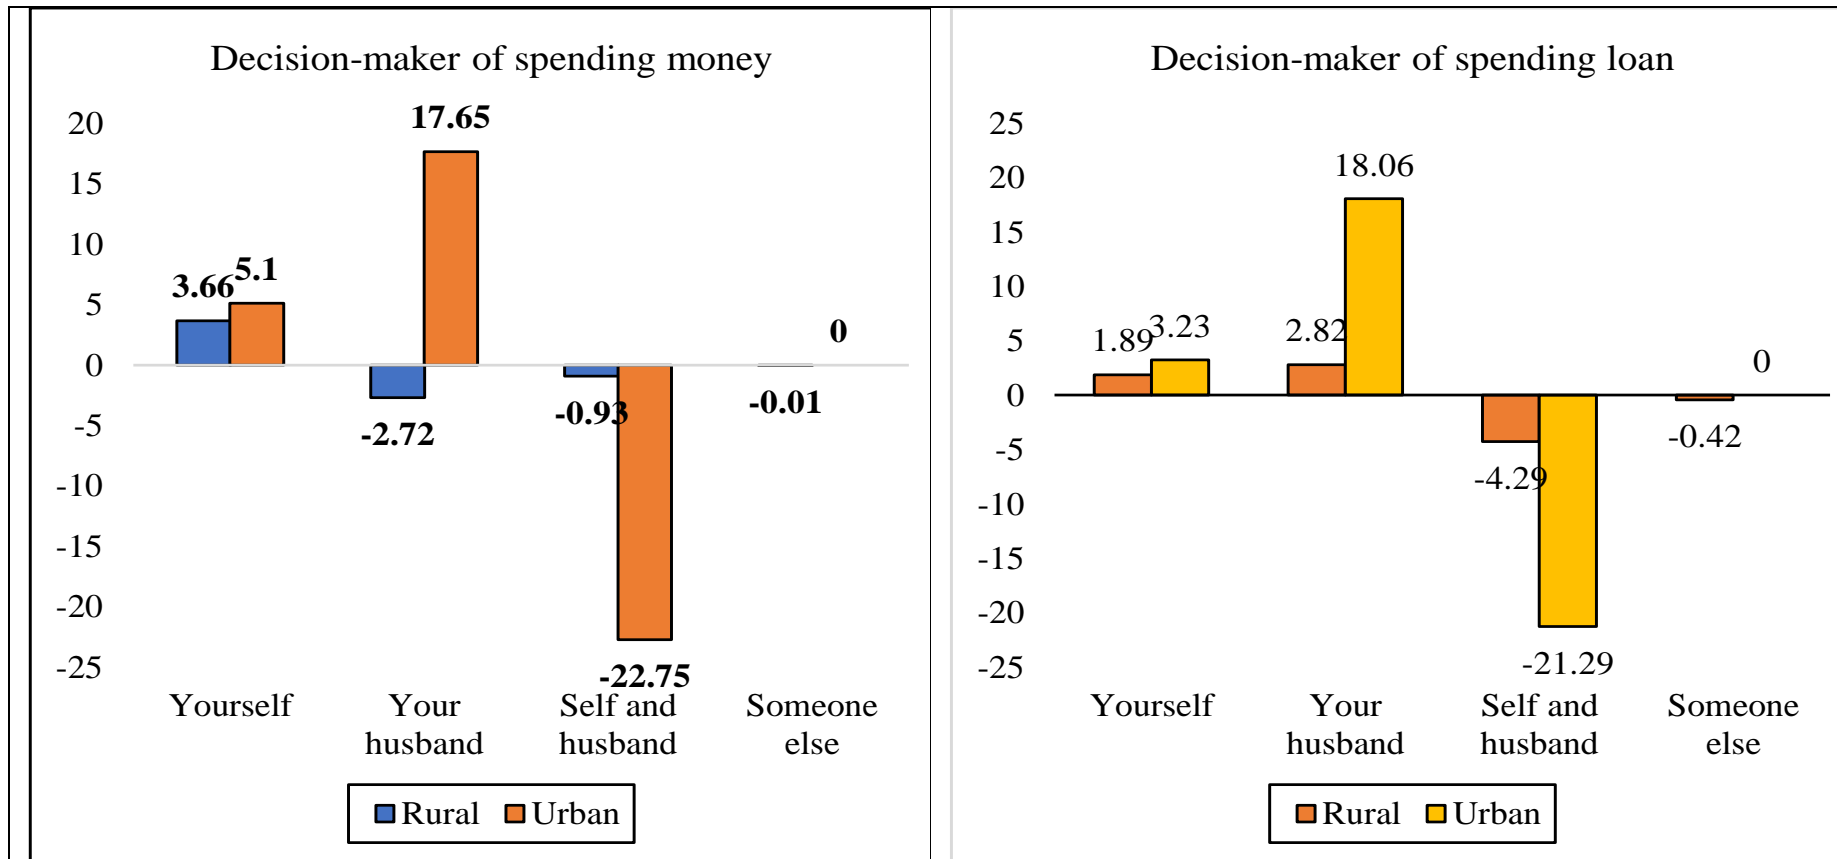 Decision-maker of spending money
20
15
10
5
0
-5
-10
-15
-20
-25
3.66
5.1
-2.72
17.65
-0.93
-22.75
-0.01
0
Yourself
Your
husband
Self and
husband
Someone
else
Rural Urban
Decision-maker of spending loan
25
20
15
10
5
0
-5
-10
-15
-20
-25
1.89
3.23
2.82
18.06
-4.29
-21.29
-0.42
0
Yourself
Your
husband
Self and
husband
Someone
else
Rural Urban